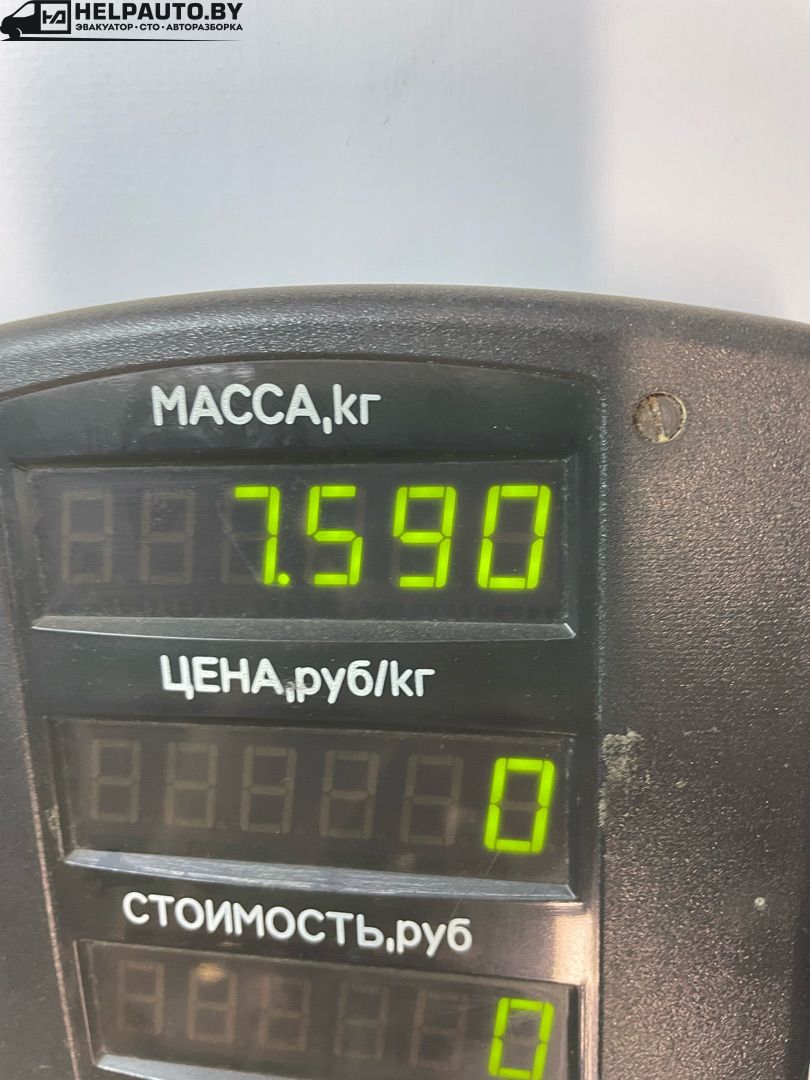 HELPAUTO.BY
ЭВАКУАТОР • СТО • АВТОРАЗБОРКА
МАССА,кг
7.590
ЦЕНА,руб/кг
0
СТОИМОСТЬ,руб
0